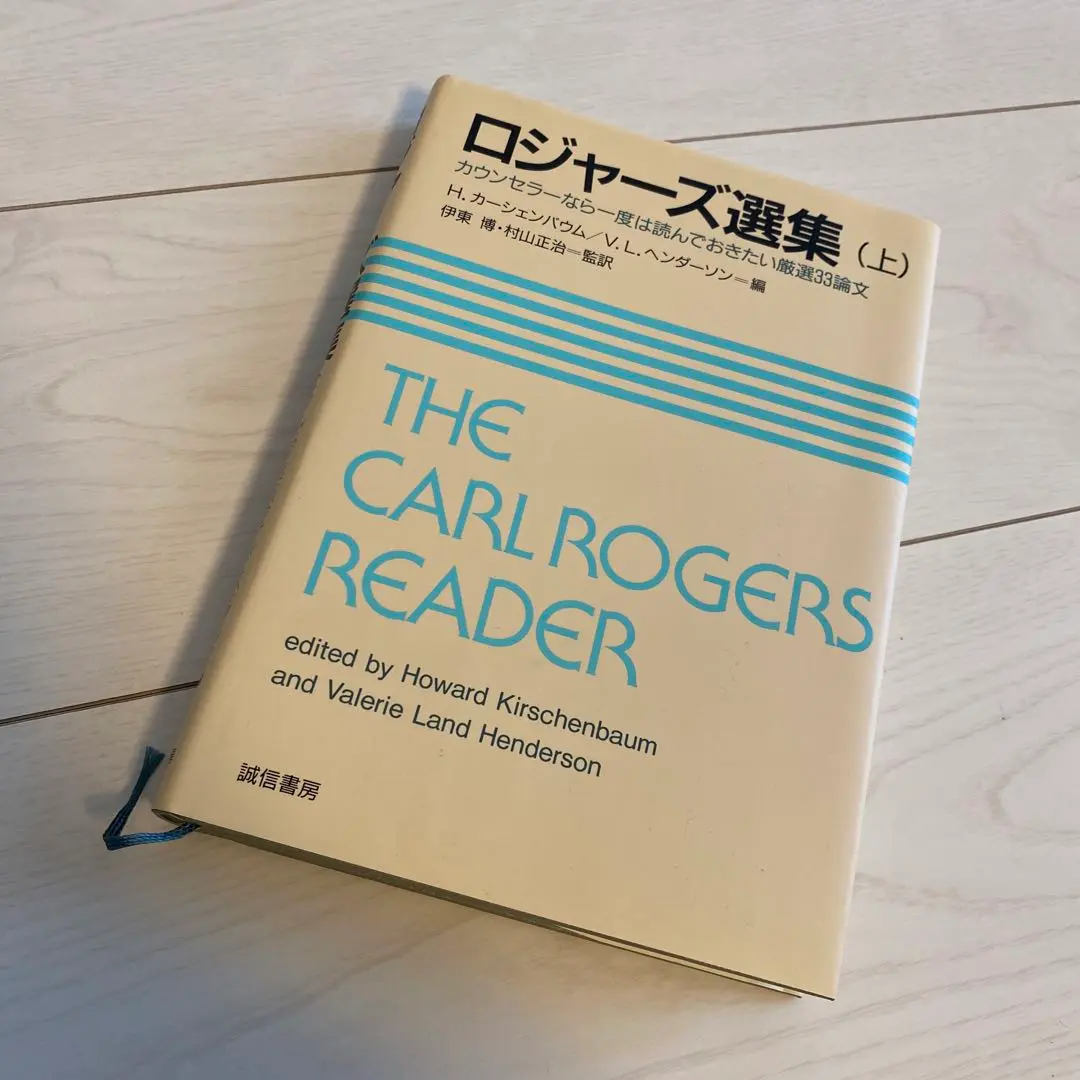 ロジャーズ選集（上）
カウンセラーなら一度は読んでおきたい厳選33論文
H. カーシェンバウム／V. L. ヘンダーソン＝編
伊東 博・村山正治＝監訳
THE
CARL ROGERS
READER
edited by Howard Kirschenbaum
and Valerie Land Henderson
誠信書房